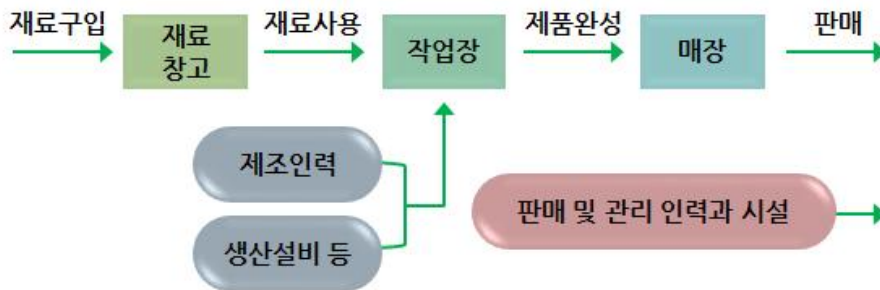 재료구입
재료
창고
재료사용
작업장
제품완성
매장
판매
제조인력
생산설비 등
판매 및 관리 인력과 시설